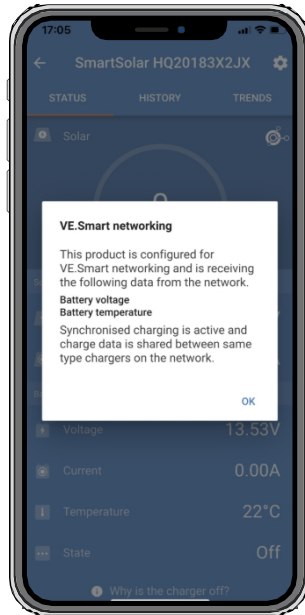 17:05
SmartSolar HQ20183X2JX
STATUS HISTORY TRENDS
Solar
VE.Smart networking
This product is configured for
VE.Smart networking and is receiving
the following data from the network.
Battery voltage
Battery temperature
Synchronised charging is active and
charge data is shared between same
type chargers on the network.
OK
Voltage 13.53V
Current 0.00A
Temperature 22°C
State Off
Why is the charger off?